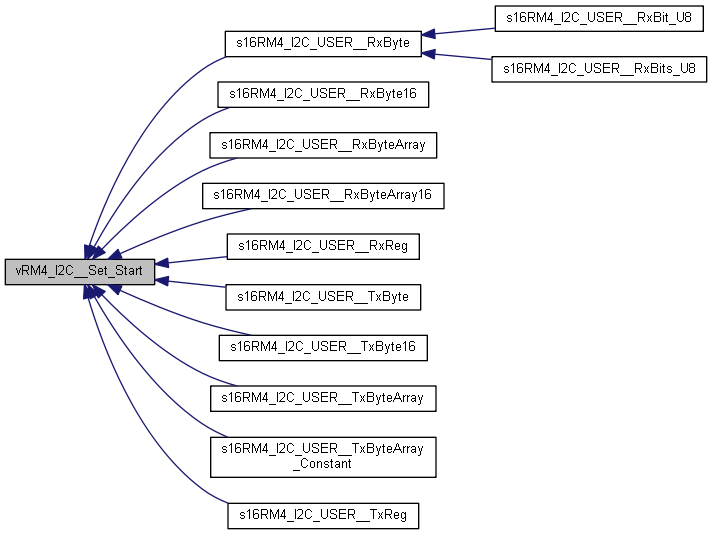 s16RM4_I2C_USER__RxBit_U8
s16RM4_I2C_USER__RxByte
s16RM4_I2C_USER__RxBits_U8
s16RM4_I2C_USER__RxByte16
s16RM4_I2C_USER__RxByteArray
s16RM4_I2C_USER__RxByteArray16
s16RM4_I2C_USER__RxReg
vRM4_I2C__Set_Start
s16RM4_I2C_USER__TxByte
s16RM4_I2C_USER__TxByte16
s16RM4_I2C_USER__TxByteArray
s16RM4_I2C_USER__TxByteArray
_Constant
s16RM4_I2C_USER__TxReg